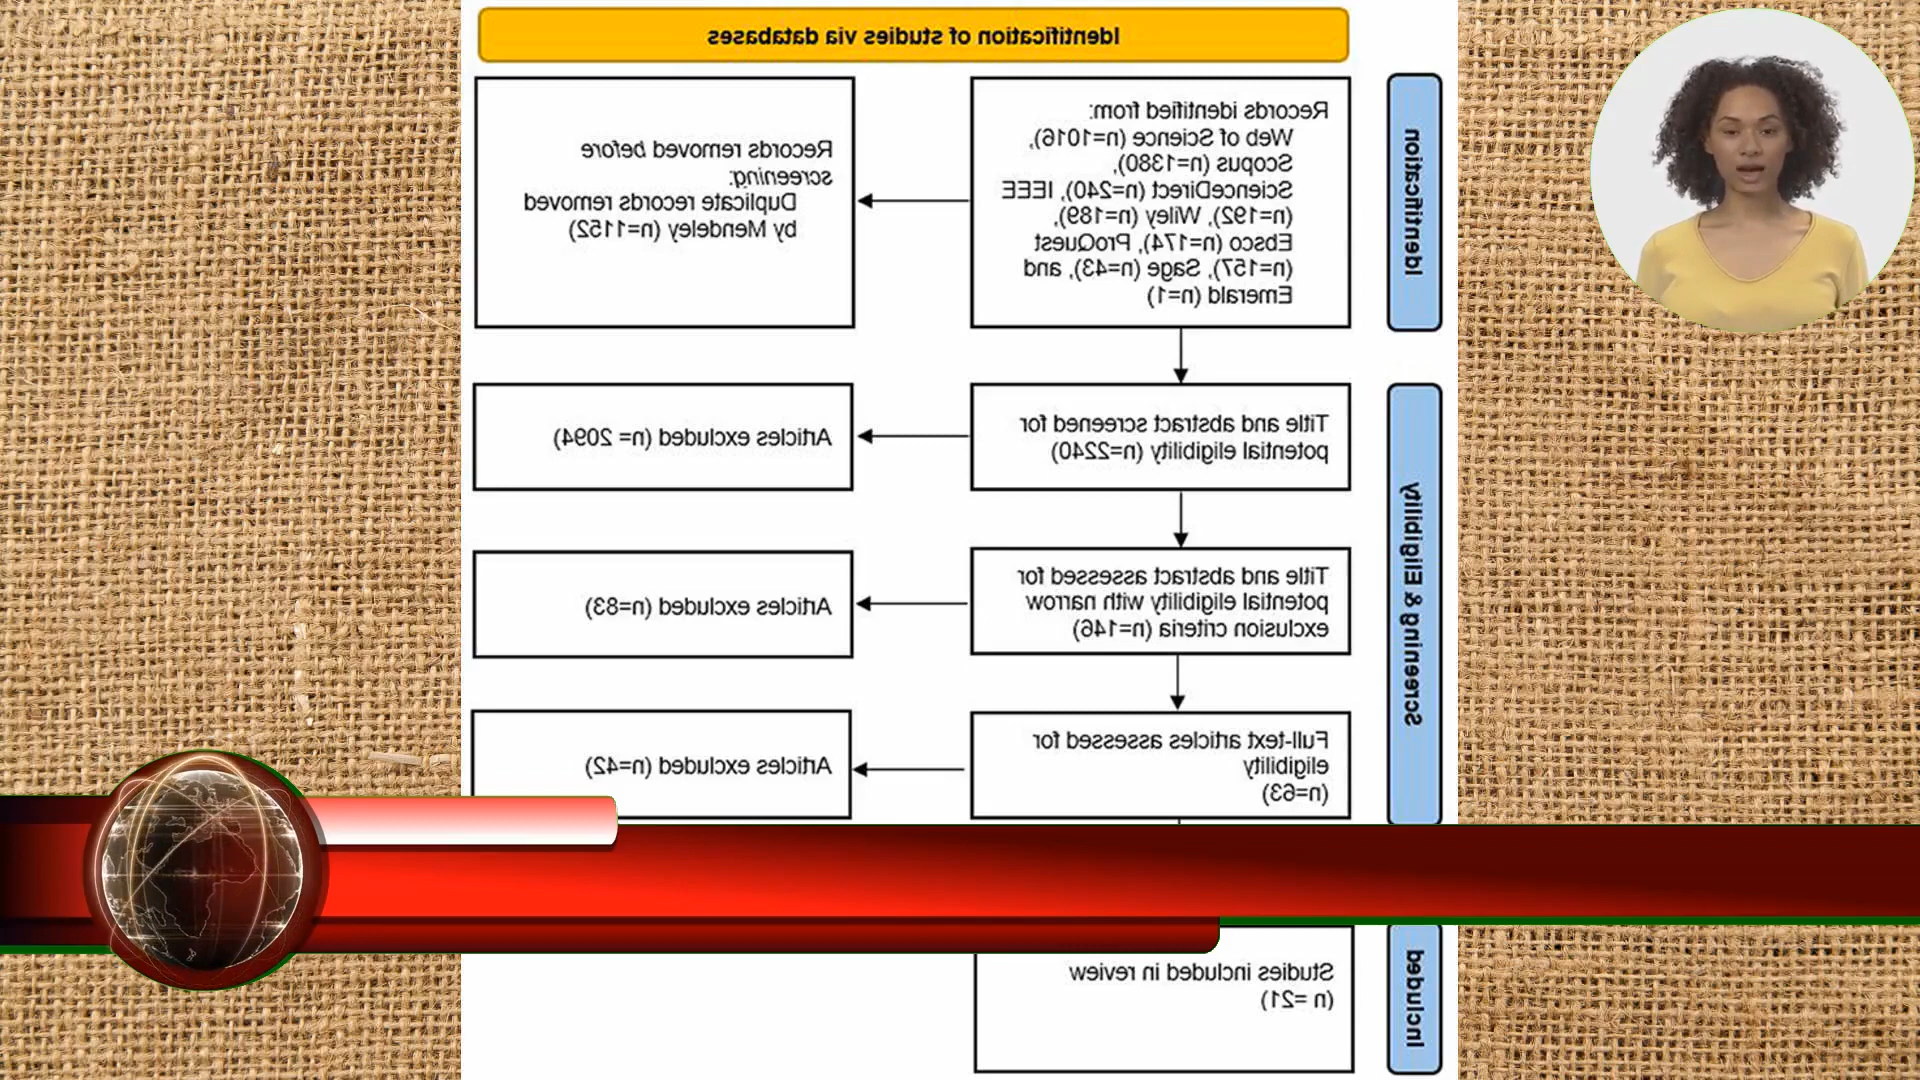 Identification of studies via databases
Identification
Records identified from:
Web of Science (n=1016),
Scopus (n=1380),
ScienceDirect (n=240), IEEE
(n=192), Wiley (n=189),
Ebsco (n=174), ProQuest
(n=157), Sage (n=43), and
Emerald (n=1)
Records removed before
screening:
Duplicate records removed
by Mendeley (n=1152)
Screening & Eligibility
Title and abstract screened for
potential eligibility (n=2240)
Articles excluded (n= 2094)
Title and abstract assessed for
potential eligibility with narrow
exclusion criteria (n=146)
Articles excluded (n=83)
Full-text articles assessed for
eligibility
(n=63)
Articles excluded (n=42)
Included
Studies included in review
(n =21)